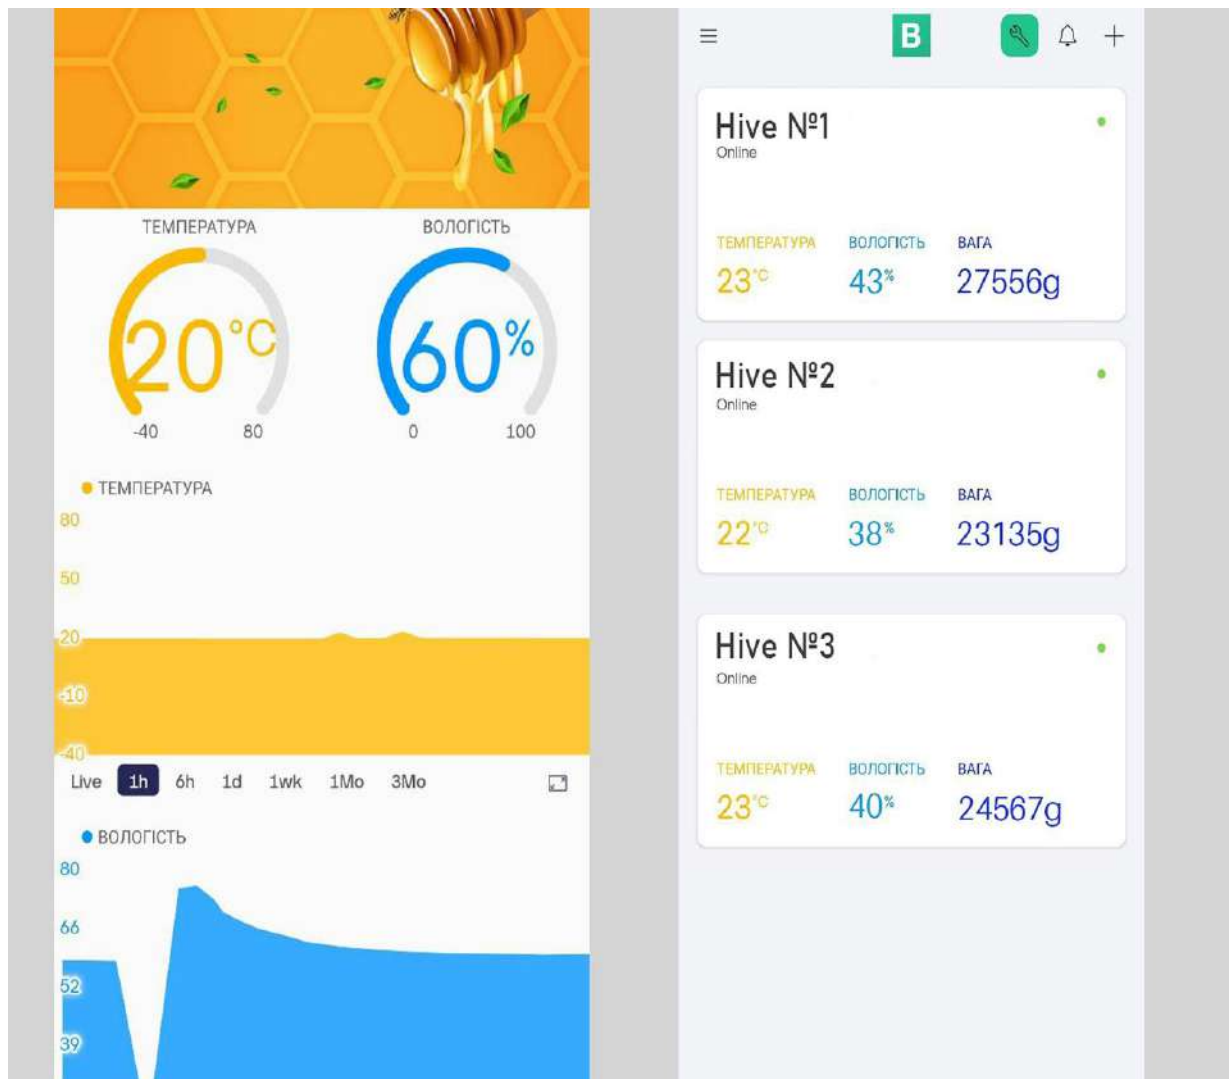 ТЕМПЕРАТУРА ВОЛОГІСТЬ
20°C 60%
-40 80 0 100
ТЕМПЕРАТУРА
80
50
20
-10
-40
Live 1h 6h 1d 1wk 1Mo 3Mo
ВОЛОГІСТЬ
80
66
52
39
B
Hive №1
Online
ТЕМПЕРАТУРА ВОЛОГІСТЬ ВАГА
23°C 43% 27556g
Hive №2
Online
ТЕМПЕРАТУРА ВОЛОГІСТЬ ВАГА
22°C 38% 23135g
Hive №3
Online
ТЕМПЕРАТУРА ВОЛОГІСТЬ ВАГА
23°C 40% 24567g